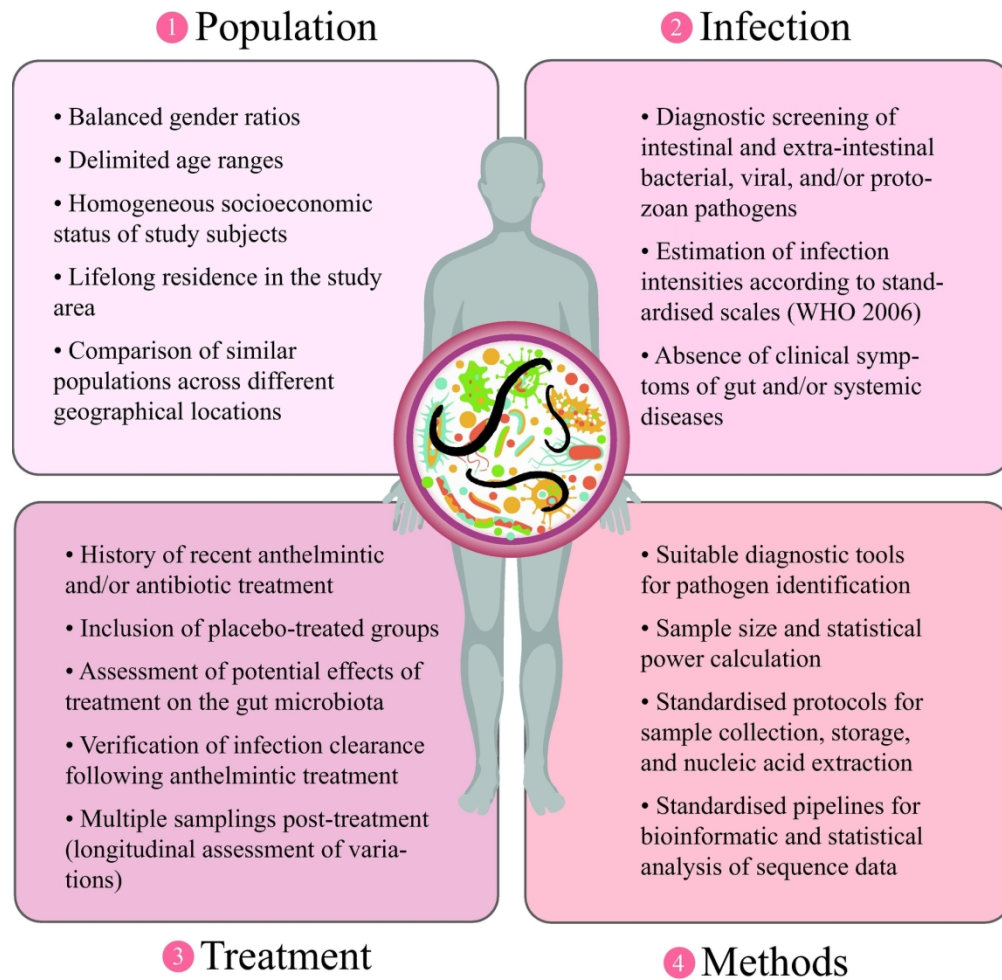 1 Population
• Balanced gender ratios
• Delimited age ranges
• Homogeneous socioeconomic
status of study subjects
• Lifelong residence in the study
area
• Comparison of similar
populations across different
geographical locations
2 Infection
• Diagnostic screening of
intestinal and extra-intestinal
bacterial, viral, and/or proto-
zoan pathogens
• Estimation of infection
intensities according to stand-
ardised scales (WHO 2006)
• Absence of clinical symp-
toms of gut and/or systemic
diseases
• History of recent anthelmintic
and/or antibiotic treatment
• Inclusion of placebo-treated groups
• Assessment of potential effects of
treatment on the gut microbiota
• Verification of infection clearance
following anthelmintic treatment
• Multiple samplings post-treatment
(longitudinal assessment of varia-
tions)
3 Treatment
• Suitable diagnostic tools
for pathogen identification
• Sample size and statistical
power calculation
• Standardised protocols for
sample collection, storage,
and nucleic acid extraction
• Standardised pipelines for
bioinformatic and statistical
analysis of sequence data
4 Methods